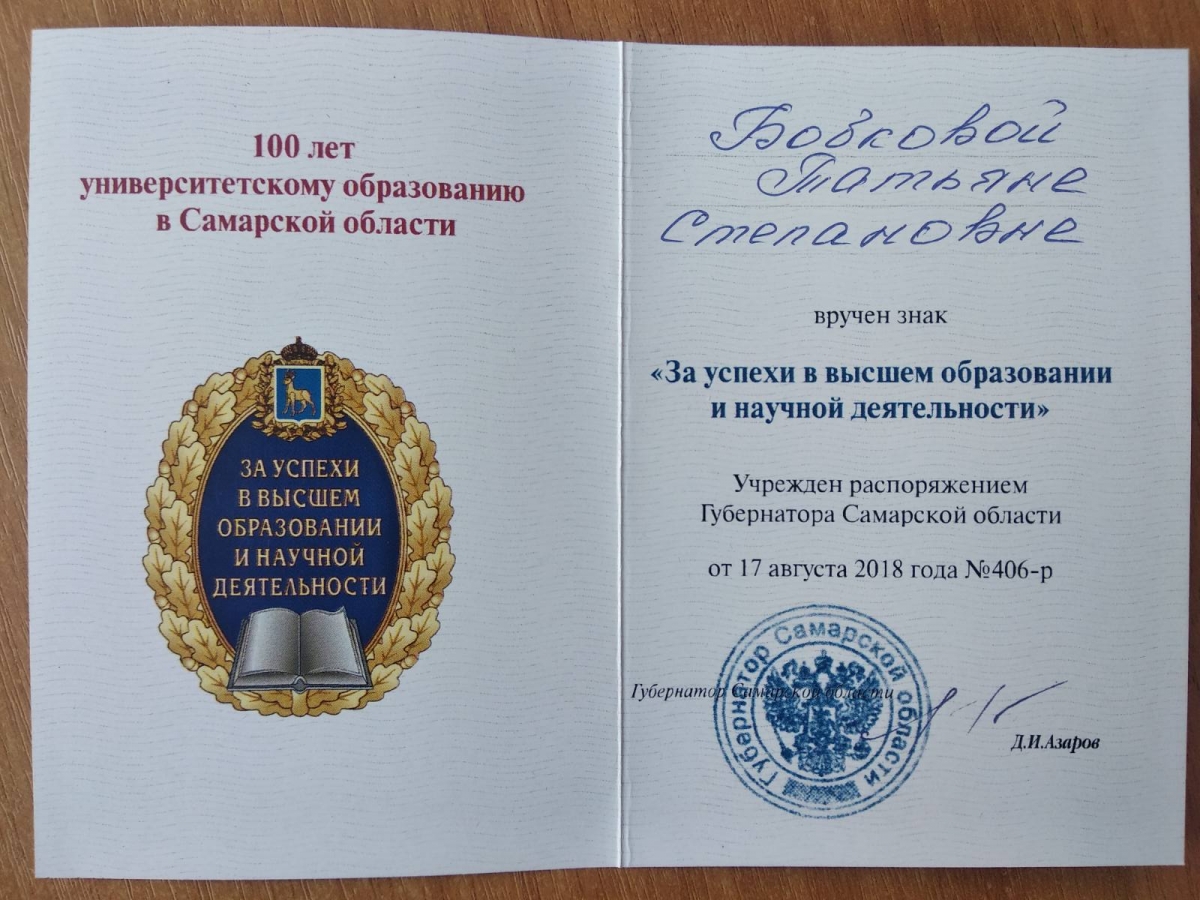 100 лет
университетскому образованию
в Самарской области
ЗА УСПЕХИ
В ВЫСШЕМ
ОБРАЗОВАНИИ
И НАУЧНОЙ
ДЕЯТЕЛЬНОСТИ
Бобковой
Татьяне
Степановне
вручен знак
«За успехи в высшем образовании
и научной деятельности»
Учрежден распоряжением
Губернатора Самарской области
от 17 августа 2018 года №406-р
Губернатор Самарской области
Губернатор Самарской области
Д.И.Азаров